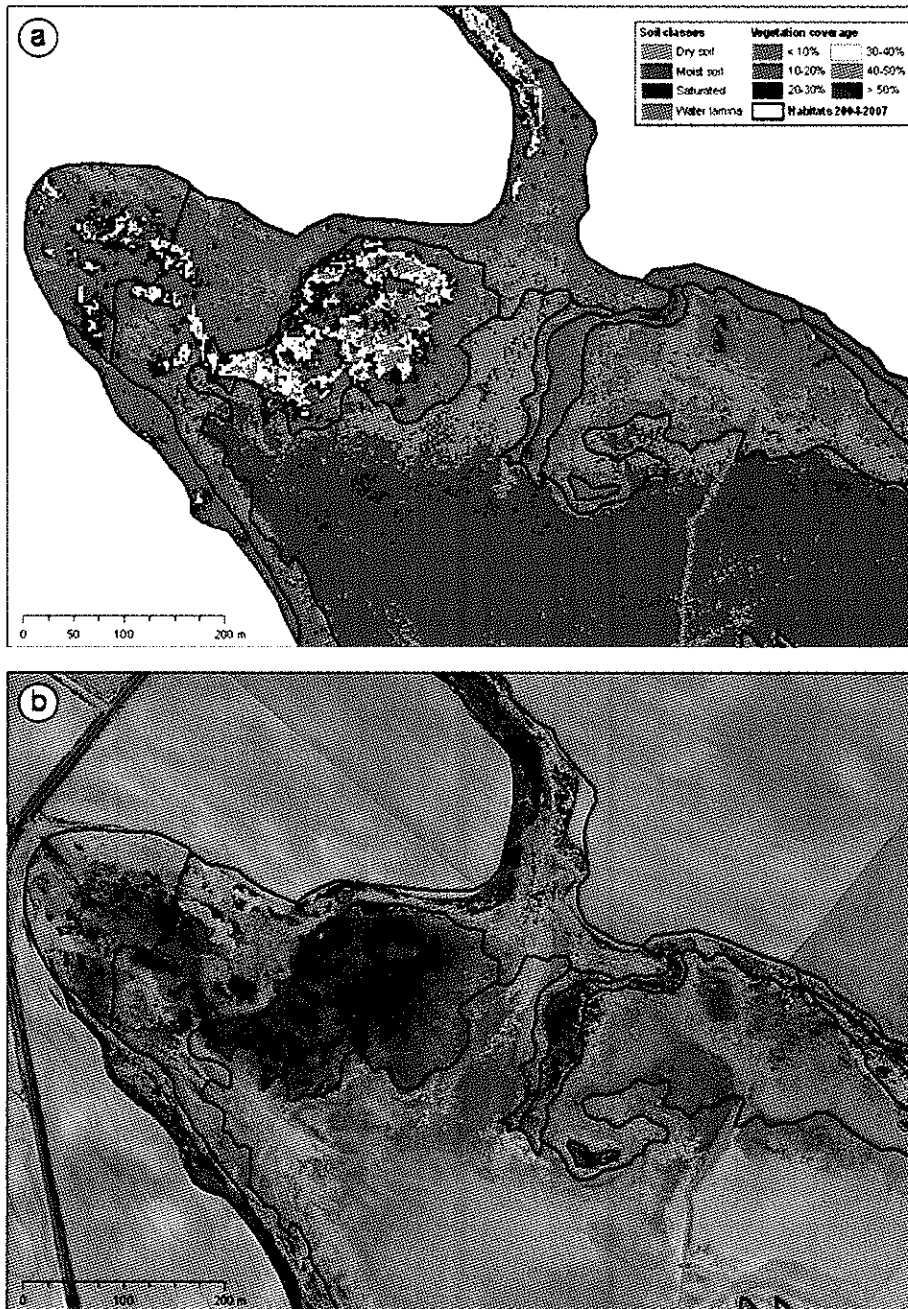 a
Soil classes Vegetation coverage
Dry soil < 10% 30-40%
Moist soil 10-20% 40-50%
Saturated 20-30% > 50%
Water lamina Habitats 2004-2007
0 50 100 200 m
b
0 100 200 m